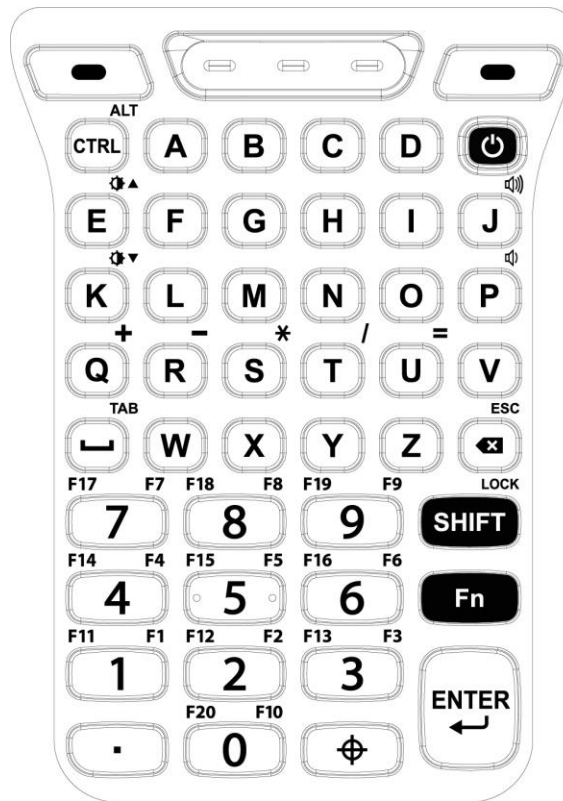 ALT
CTRL A B C D
E F G H I J
K L M N O P
+ - * / =
Q R S T U V
TAB ESC
W X Y Z
F17 F7 F18 F8 F19 F9 LOCK
7 8 9 SHIFT
F14 F4 F15 F5 F16 F6
4 5 6 Fn
F11 F1 F12 F2 F13 F3
1 2 3
ENTER
F20 F10
. 0